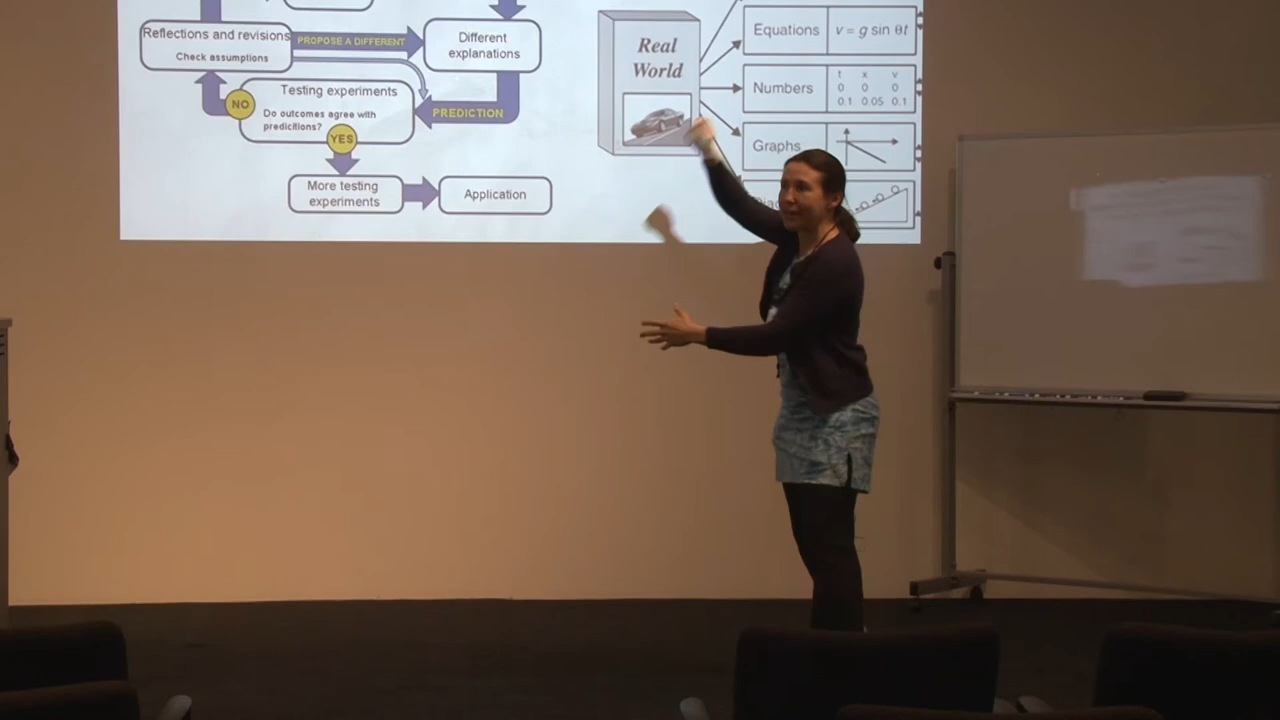 Reflections and revisions
Check assumptions
PROPOSE A DIFFERENT
Different
explanations
Testing experiments
Do outcomes agree with
predicitions?
NO
YES
PREDICTION
More testing
experiments
Application
Real
World
Equations
v = g sin θt
Numbers
t x v
0 0 0
0.1 0.05 0.1
Graphs